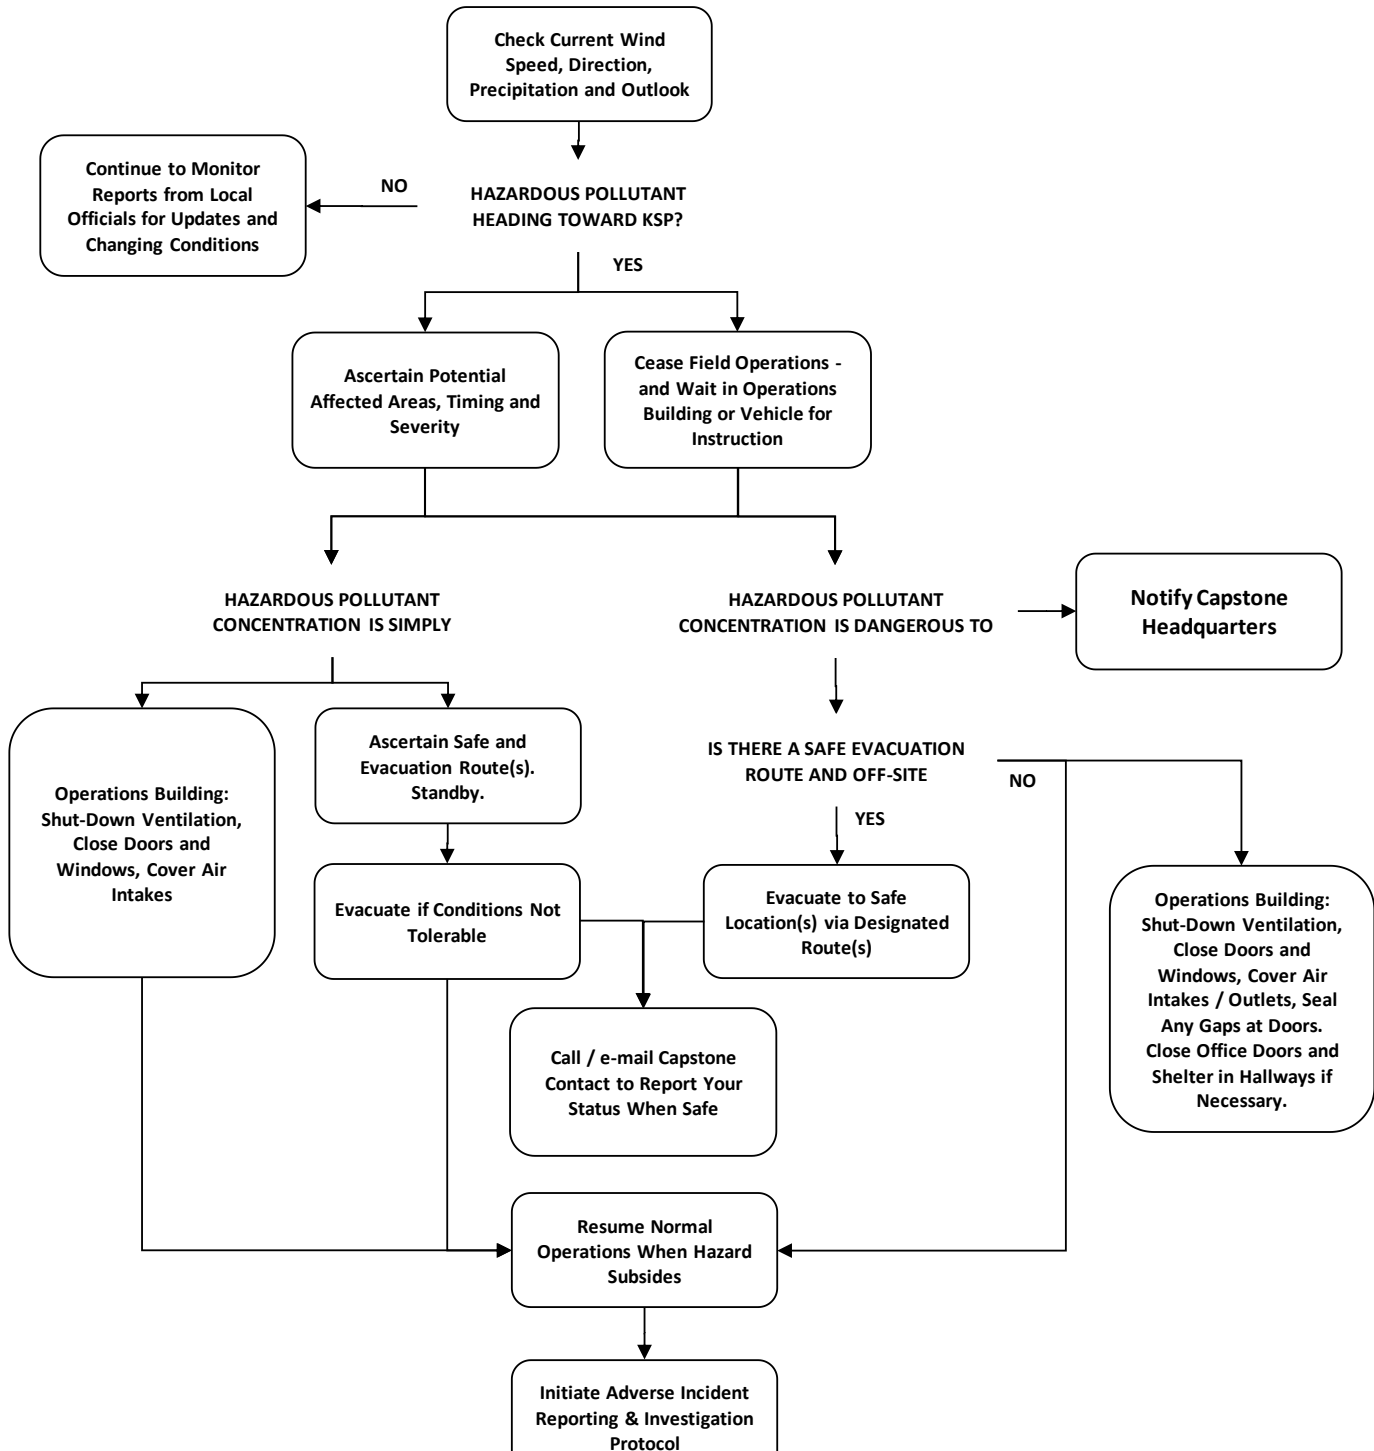 Check Current Wind
Speed, Direction,
Precipitation and Outlook
Continue to Monitor
Reports from Local
Officials for Updates and
Changing Conditions
NO
HAZARDOUS POLLUTANT
HEADING TOWARD KSP?
YES
Ascertain Potential
Affected Areas, Timing and
Severity
Cease Field Operations -
and Wait in Operations
Building or Vehicle for
Instruction
HAZARDOUS POLLUTANT
CONCENTRATION IS SIMPLY
HAZARDOUS POLLUTANT
CONCENTRATION IS DANGEROUS TO
Notify Capstone
Headquarters
Operations Building:
Shut-Down Ventilation,
Close Doors and
Windows, Cover Air
Intakes
Ascertain Safe and
Evacuation Route(s).
Standby.
IS THERE A SAFE EVACUATION
ROUTE AND OFF-SITE
NO
YES
Evacuate if Conditions Not
Tolerable
Evacuate to Safe
Location(s) via Designated
Route(s)
Operations Building:
Shut-Down Ventilation,
Close Doors and
Windows, Cover Air
Intakes / Outlets, Seal
Any Gaps at Doors.
Close Office Doors and
Shelter in Hallways if
Necessary.
Call / e-mail Capstone
Contact to Report Your
Status When Safe
Resume Normal
Operations When Hazard
Subsides
Initiate Adverse Incident
Reporting & Investigation
Protocol